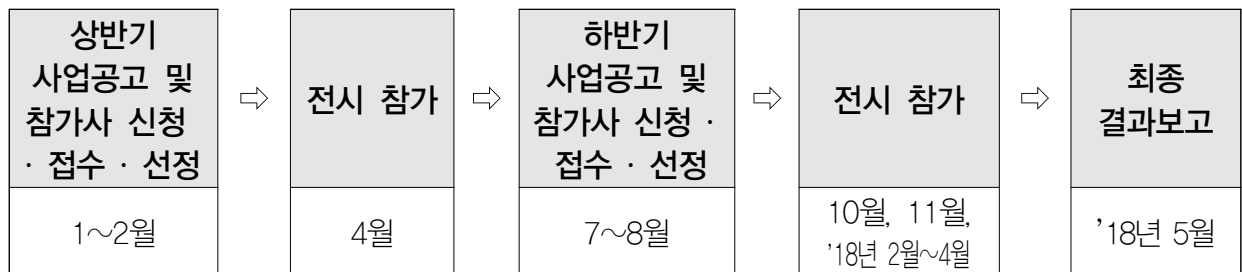 상반기
사업공고 및
참가사 신청
· 접수 · 선정
1~2월
⇨
전시 참가
4월
⇨
하반기
사업공고 및
참가사 신청 ·
접수 · 선정
7~8월
⇨
전시 참가
10월, 11월,
’18년 2월~4월
⇨
최종
결과보고
’18년 5월